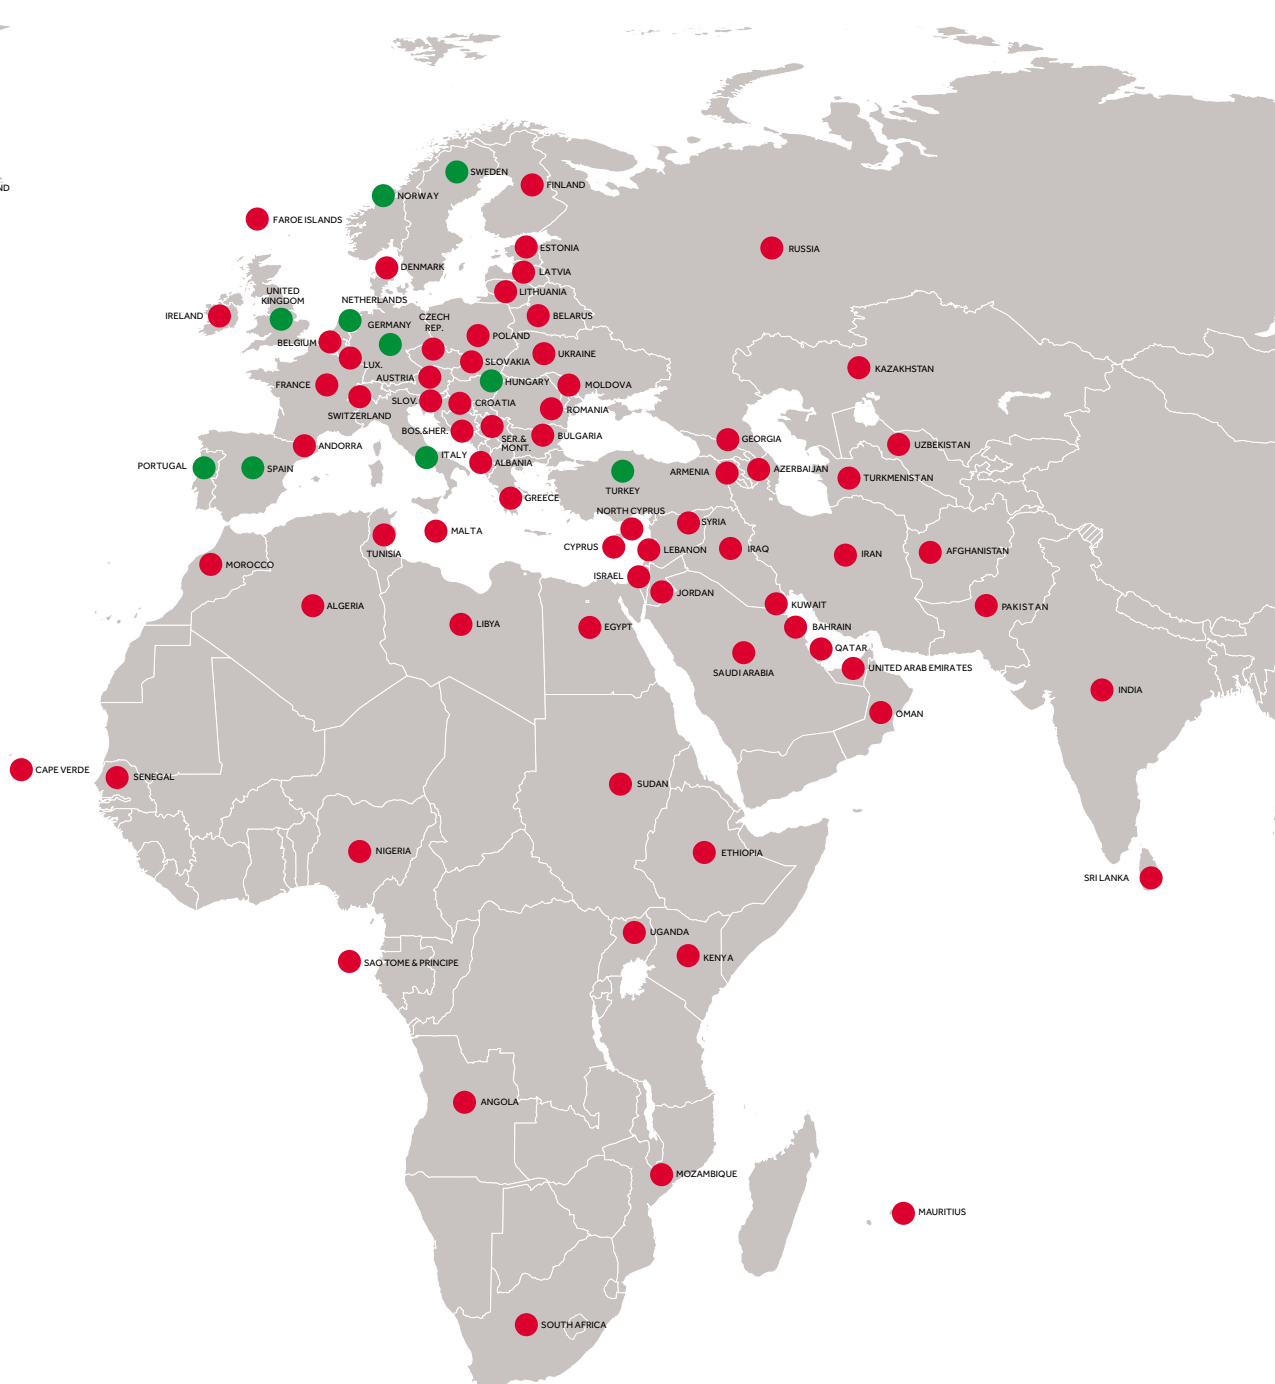 SWEDEN
FINLAND
ND
NORWAY
FAROE ISLANDS
ESTONIA
RUSSIA
DENMARK
LATVIA
UNITED
KINGDOM
LITHUANIA
NETHERLANDS
IRELAND
CZECH
REP.
BELARUS
GERMANY
POLAND
BELGIUM
UKRAINE
LUX.
SLOVAKIA
KAZAKHSTAN
AUSTRIA
HUNGARY
FRANCE
MOLDOVA
SLOV.
CROATIA
SWITZERLAND
ROMANIA
BOS.&HER.
SER.&
MONT.
BULGARIA
GEORGIA
ANDORRA
UZBEKISTAN
ITALY
PORTUGAL
SPAIN
ALBANIA
ARMENIA
AZERBAIJAN
TURKMENISTAN
TURKEY
GREECE
NORTH CYPRUS
SYRIA
MALTA
TUNISIA
CYPRUS
LEBANON
IRAQ
IRAN
AFGHANISTAN
MOROCCO
ISRAEL
JORDAN
ALGERIA
KUWAIT
PAKISTAN
LIBYA
EGYPT
BAHRAIN
QATAR
SAUDI ARABIA
UNITED ARAB EMIRATES
INDIA
OMAN
CAPE VERDE
SENEGAL
SUDAN
NIGERIA
ETHIOPIA
SRI LANKA
UGANDA
KENYA
SAO TOME & PRINCIPE
ANGOLA
MOZAMBIQUE
MAURITIUS
SOUTH AFRICA